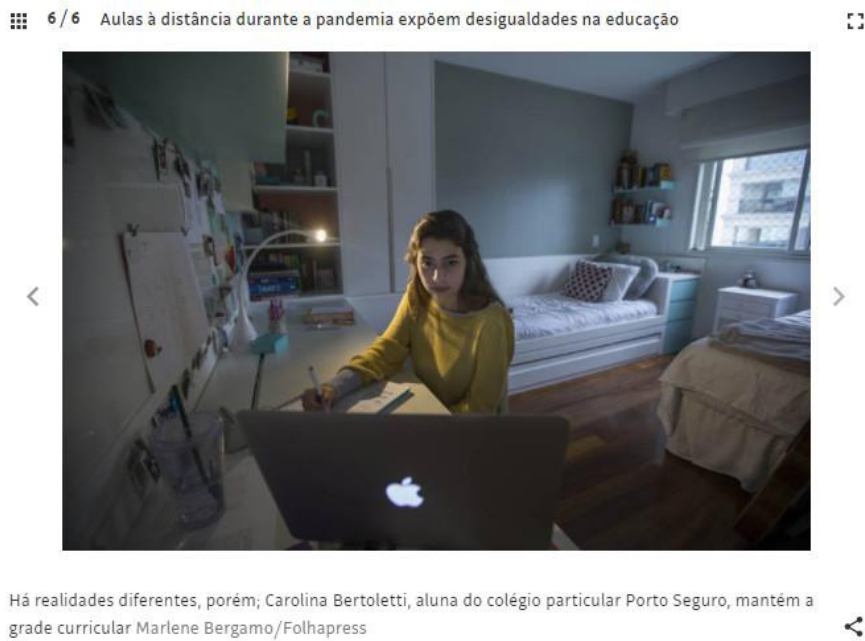 6/6 Aulas à distância durante a pandemia expõem desigualdades na educação
Há realidades diferentes, porém; Carolina Bertoletti, aluna do colégio particular Porto Seguro, mantém a
grade curricular Marlene Bergamo/Folhapress